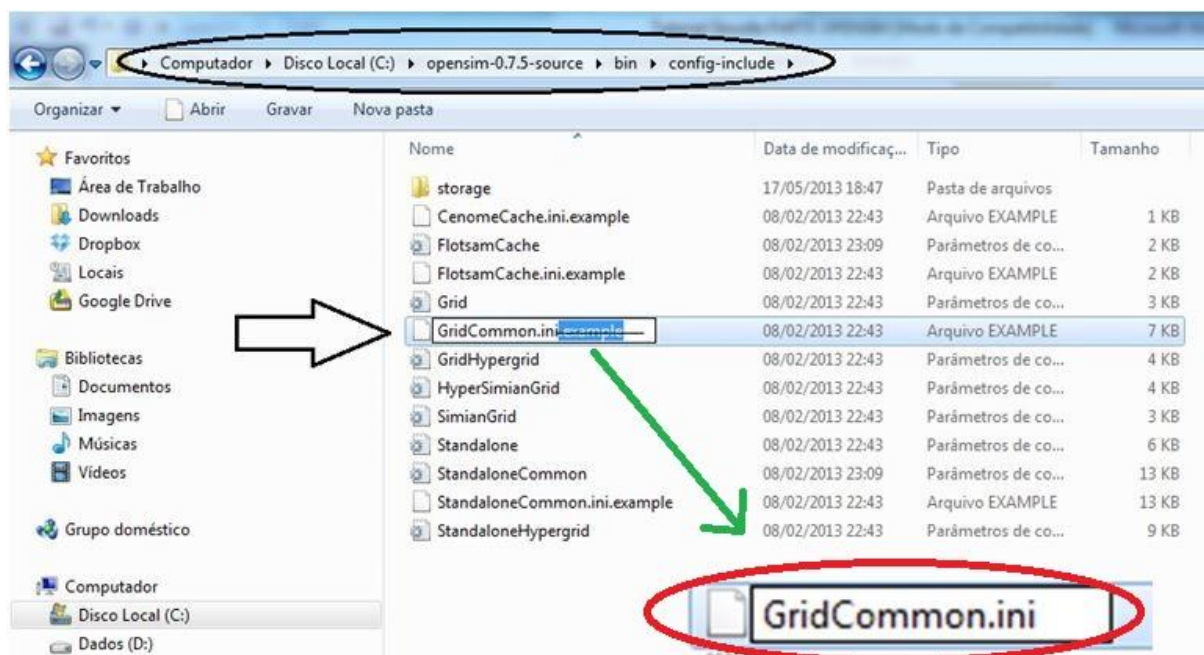 Computador ▸ Disco Local (C:) ▸ opensim-0.7.5-source ▸ bin ▸ config-include ▸
Organizar Abrir Gravar Nova pasta
Nome Data de modificaç... Tipo Tamanho
Favoritos
Área de Trabalho
Downloads
Dropbox
Locais
Google Drive
Bibliotecas
Documentos
Imagens
Músicas
Vídeos
Grupo doméstico
Computador
Disco Local (C:)
Dados (D:)
storage 17/05/2013 18:47 Pasta de arquivos
CenomeCache.ini.example 08/02/2013 22:43 Arquivo EXAMPLE 1 KB
FlotsamCache 08/02/2013 23:09 Parâmetros de co... 2 KB
FlotsamCache.ini.example 08/02/2013 22:43 Arquivo EXAMPLE 2 KB
Grid 08/02/2013 22:43 Parâmetros de co... 3 KB
GridCommon.ini.example 08/02/2013 22:43 Arquivo EXAMPLE 7 KB
GridHypergrid 08/02/2013 22:43 Parâmetros de co... 4 KB
HyperSimianGrid 08/02/2013 22:43 Parâmetros de co... 4 KB
SimianGrid 08/02/2013 22:43 Parâmetros de co... 3 KB
Standalone 08/02/2013 22:43 Parâmetros de co... 6 KB
StandaloneCommon 08/02/2013 23:09 Parâmetros de co... 13 KB
StandaloneCommon.ini.example 08/02/2013 22:43 Arquivo EXAMPLE 13 KB
StandaloneHypergrid 08/02/2013 22:43 Parâmetros de co... 9 KB
GridCommon.ini